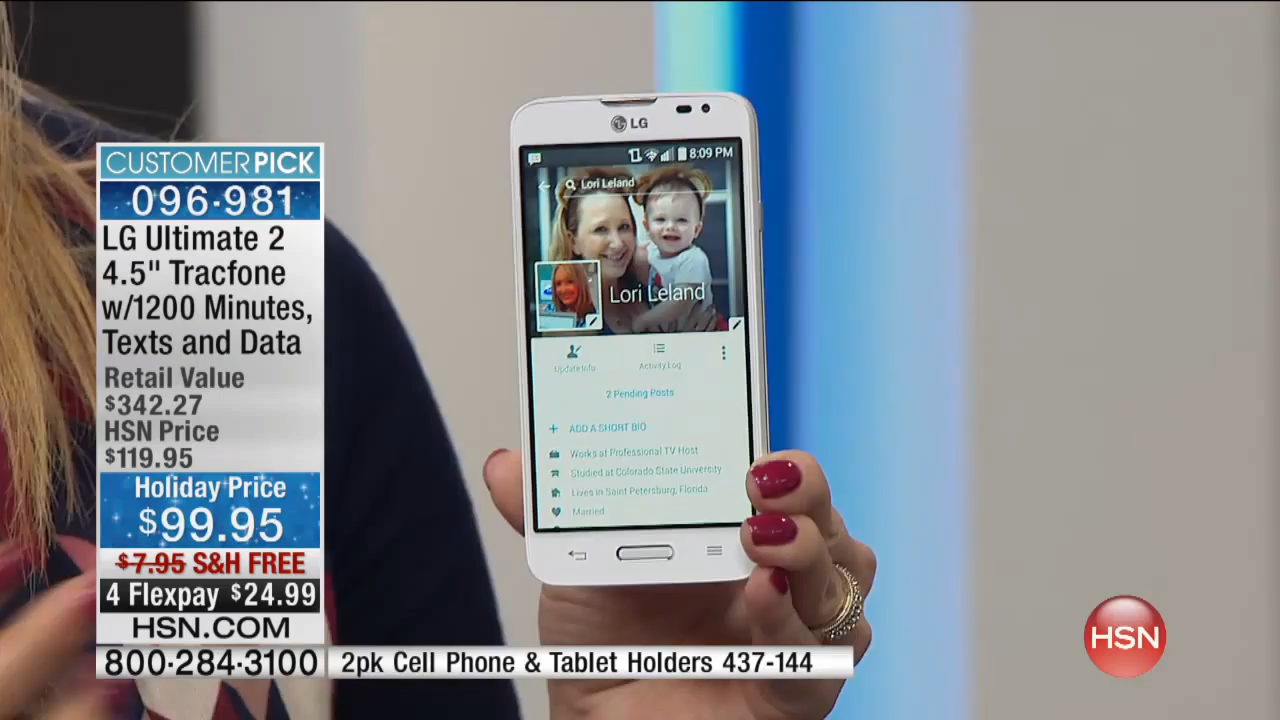 CUSTOMER PICK
096-981
LG Ultimate 2
4.5" Tracfone
w/1200 Minutes,
Texts and Data
Retail Value
$342.27
HSN Price
$119.95
Holiday Price
$99.95
$7.95 S&H FREE
4 Flexpay $24.99
HSN.COM
800-284-3100
2pk Cell Phone & Tablet Holders 437-144
LG
8:09 PM
Lori Leland
Lori Leland
Update Info
Activity Log
2 Pending Posts
+ ADD A SHORT BIO
Works at Professional TV Host
Studied at Colorado State University
Lives in Saint Petersburg, Florida
Married
HSN